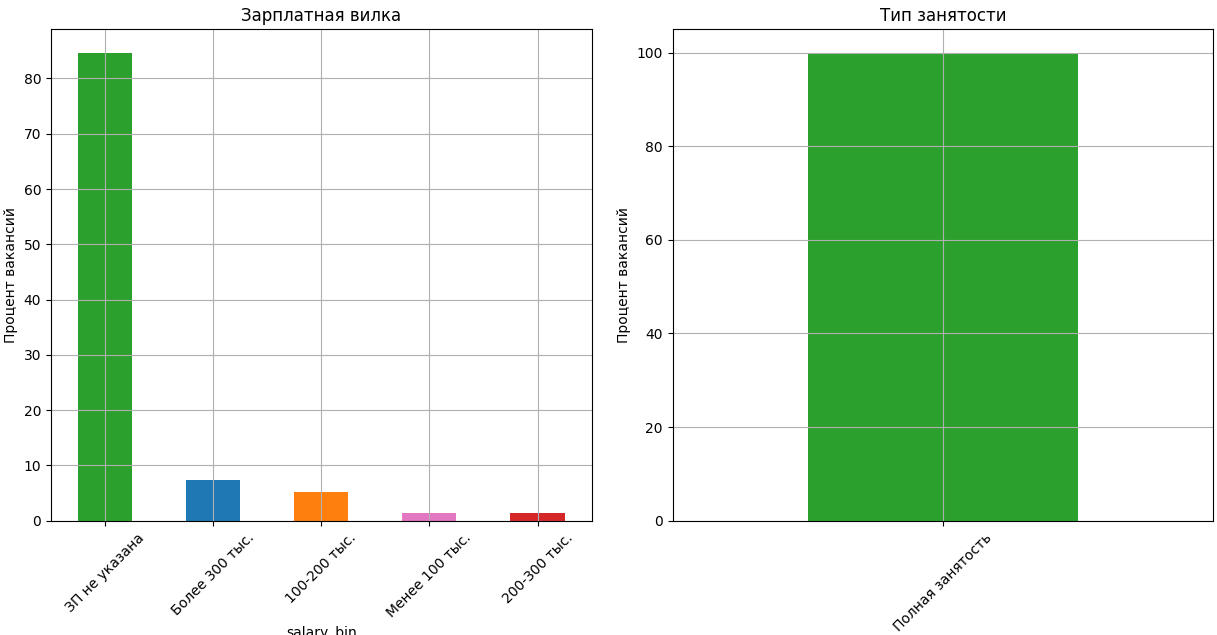 Зарплатная вилка
Процент вакансий
80
70
60
50
40
30
20
10
0
ЗП не указана
Более 300 тыс.
100-200 тыс.
Менее 100 тыс.
200-300 тыс.
salary_bin
Тип занятости
Процент вакансий
100
80
60
40
20
0
Полная занятость